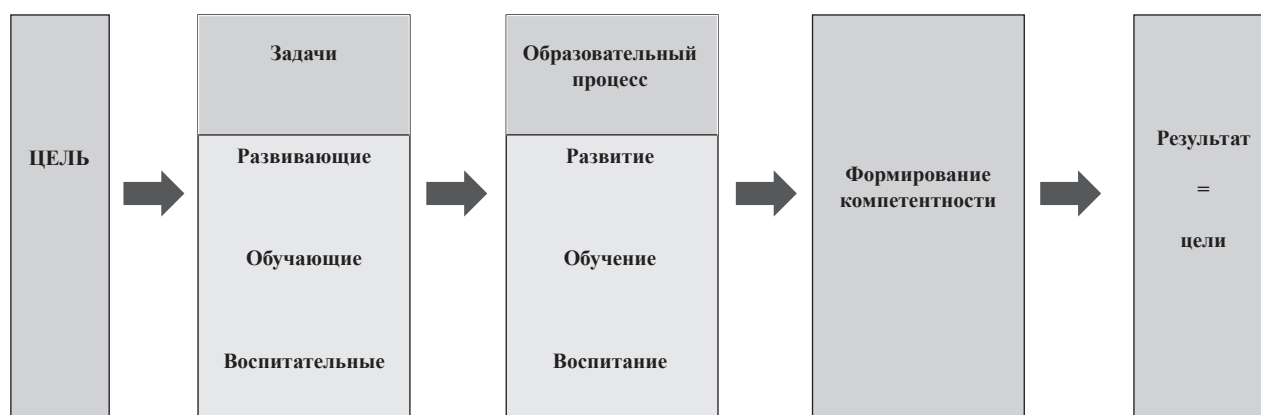 ЦЕЛЬ
Задачи
Развивающие
Обучающие
Воспитательные
Образовательный
процесс
Развитие
Обучение
Воспитание
Формирование
компетентности
Результат
=
цели